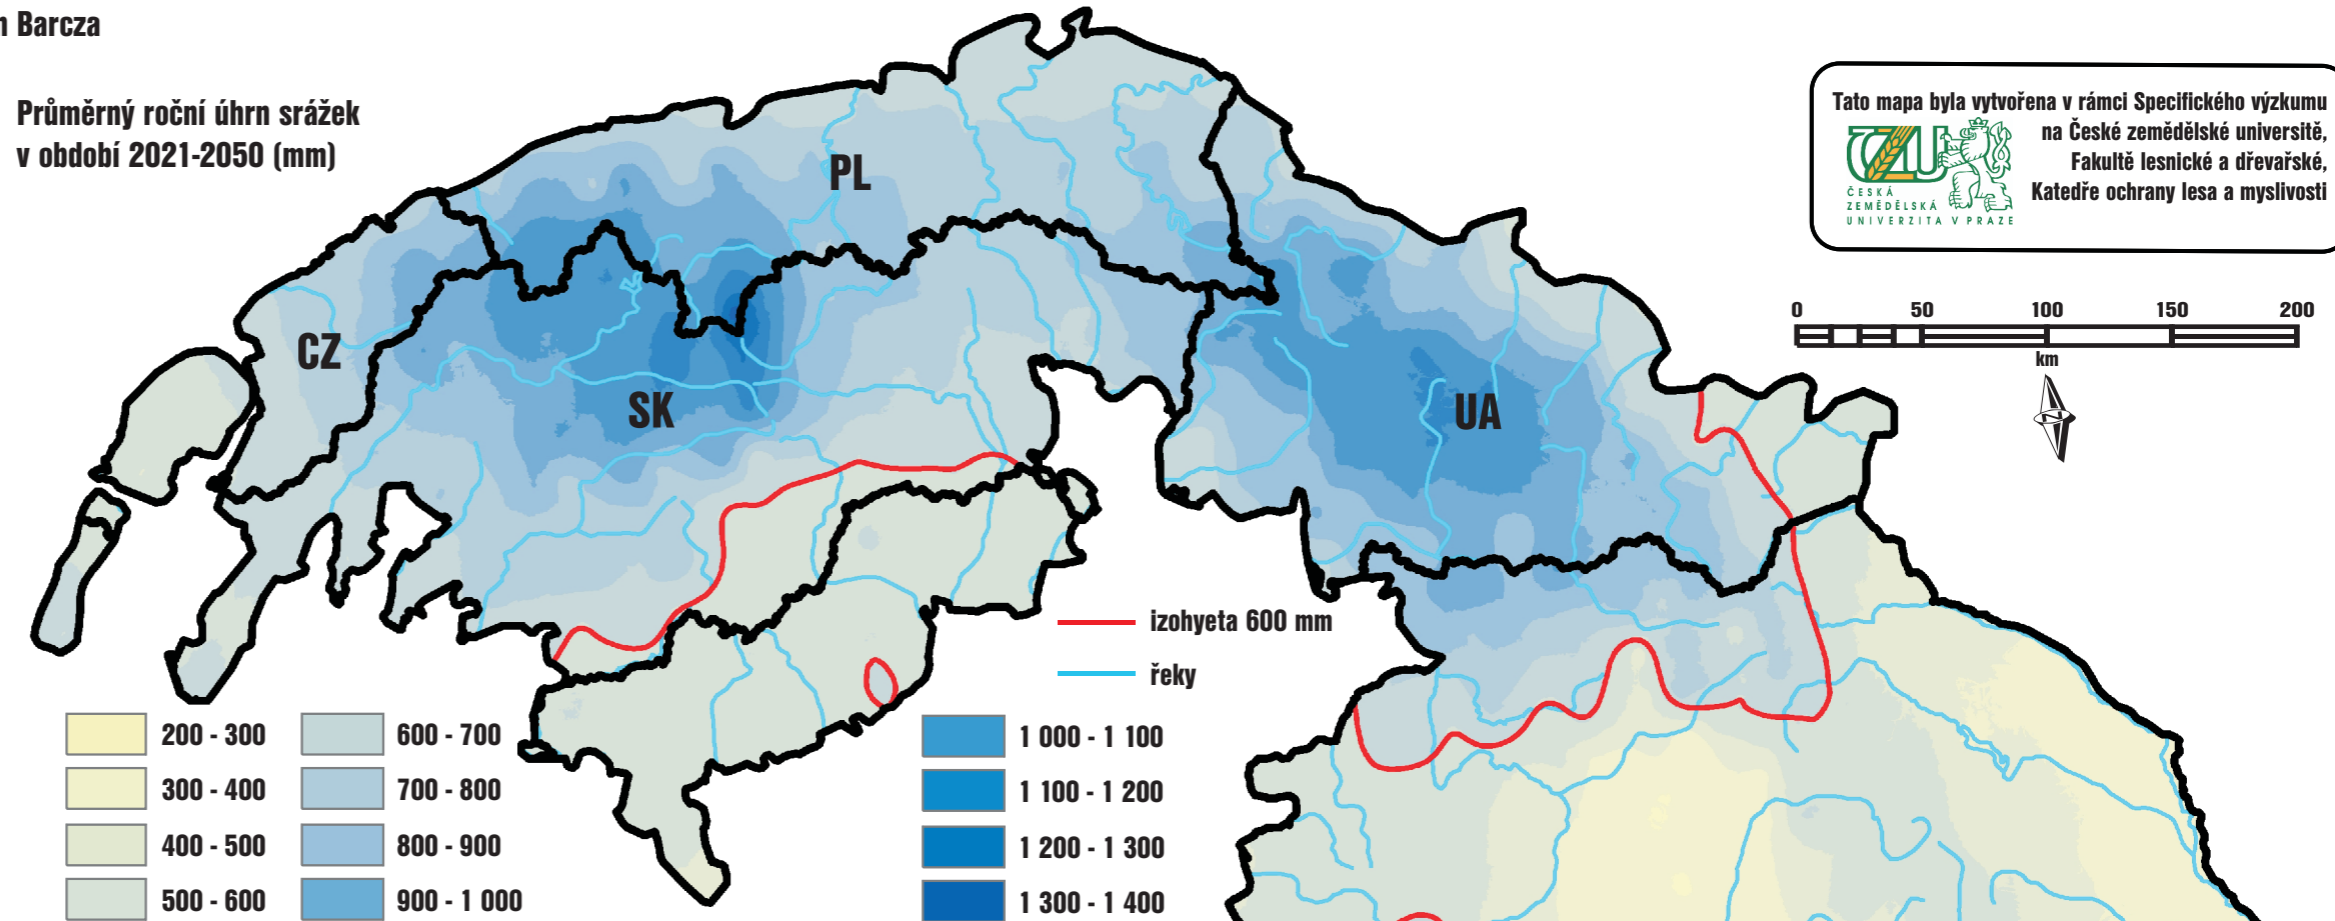 Barcza
Průměrný roční úhrn srážek
v období 2021-2050 (mm)
Tato mapa byla vytvořena v rámci Specifického výzkumu
na České zemědělské universitě,
Fakultě lesnické a dřevařské,
Katedře ochrany lesa a myslivosti
ČZU
ČESKÁ
ZEMĚDĚLSKÁ
UNIVERZITA V PRAZE
0 50 100 150 200
km
N
PL
CZ
SK
UA
izohyeta 600 mm
řeky
200 - 300
300 - 400
400 - 500
500 - 600
600 - 700
700 - 800
800 - 900
900 - 1 000
1 000 - 1 100
1 100 - 1 200
1 200 - 1 300
1 300 - 1 400